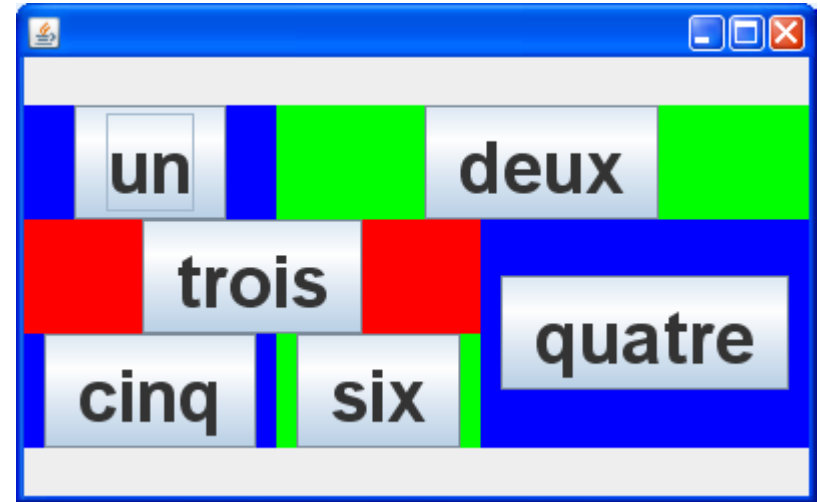 un deux
trois
quatre
cinq six